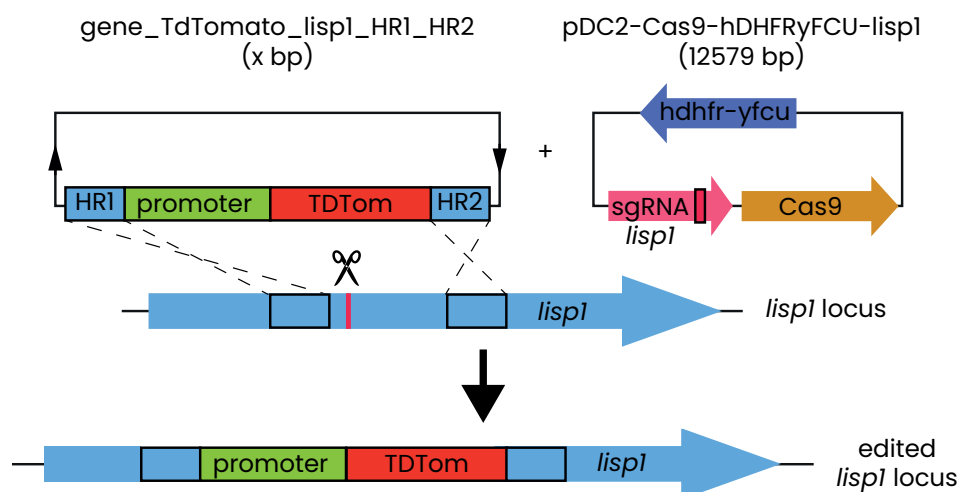 gene_TdTomato_lisp1_HR1_HR2
(x bp)
pDC2-Cas9-hDHFRyFCU-lisp1
(12579 bp)
hdhfr-yfcu
+
HR1 promoter TDTom HR2
sgRNA Cas9
lisp1
lisp1
lisp1 locus
promoter TDTom lisp1
edited
lisp1 locus